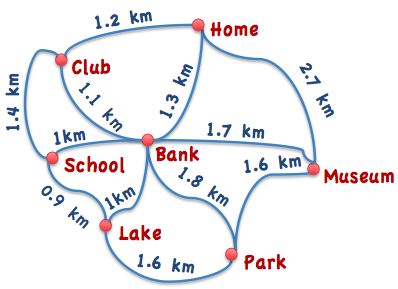 1.2 km
Home
Club
1.4 km
1.1 km
1.3 km
2.7 km
1km
School
Bank
1.7 km
1.6 km
Museum
0.9 km
1km
1.8 km
Lake
1.6 km
Park